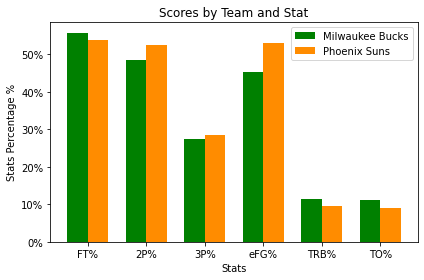 Scores by Team and Stat
Milwaukee Bucks
Phoenix Suns
Stats Percentage %
50%
40%
30%
20%
10%
0%
FT% 2P% 3P% eFG% TRB% TO%
Stats